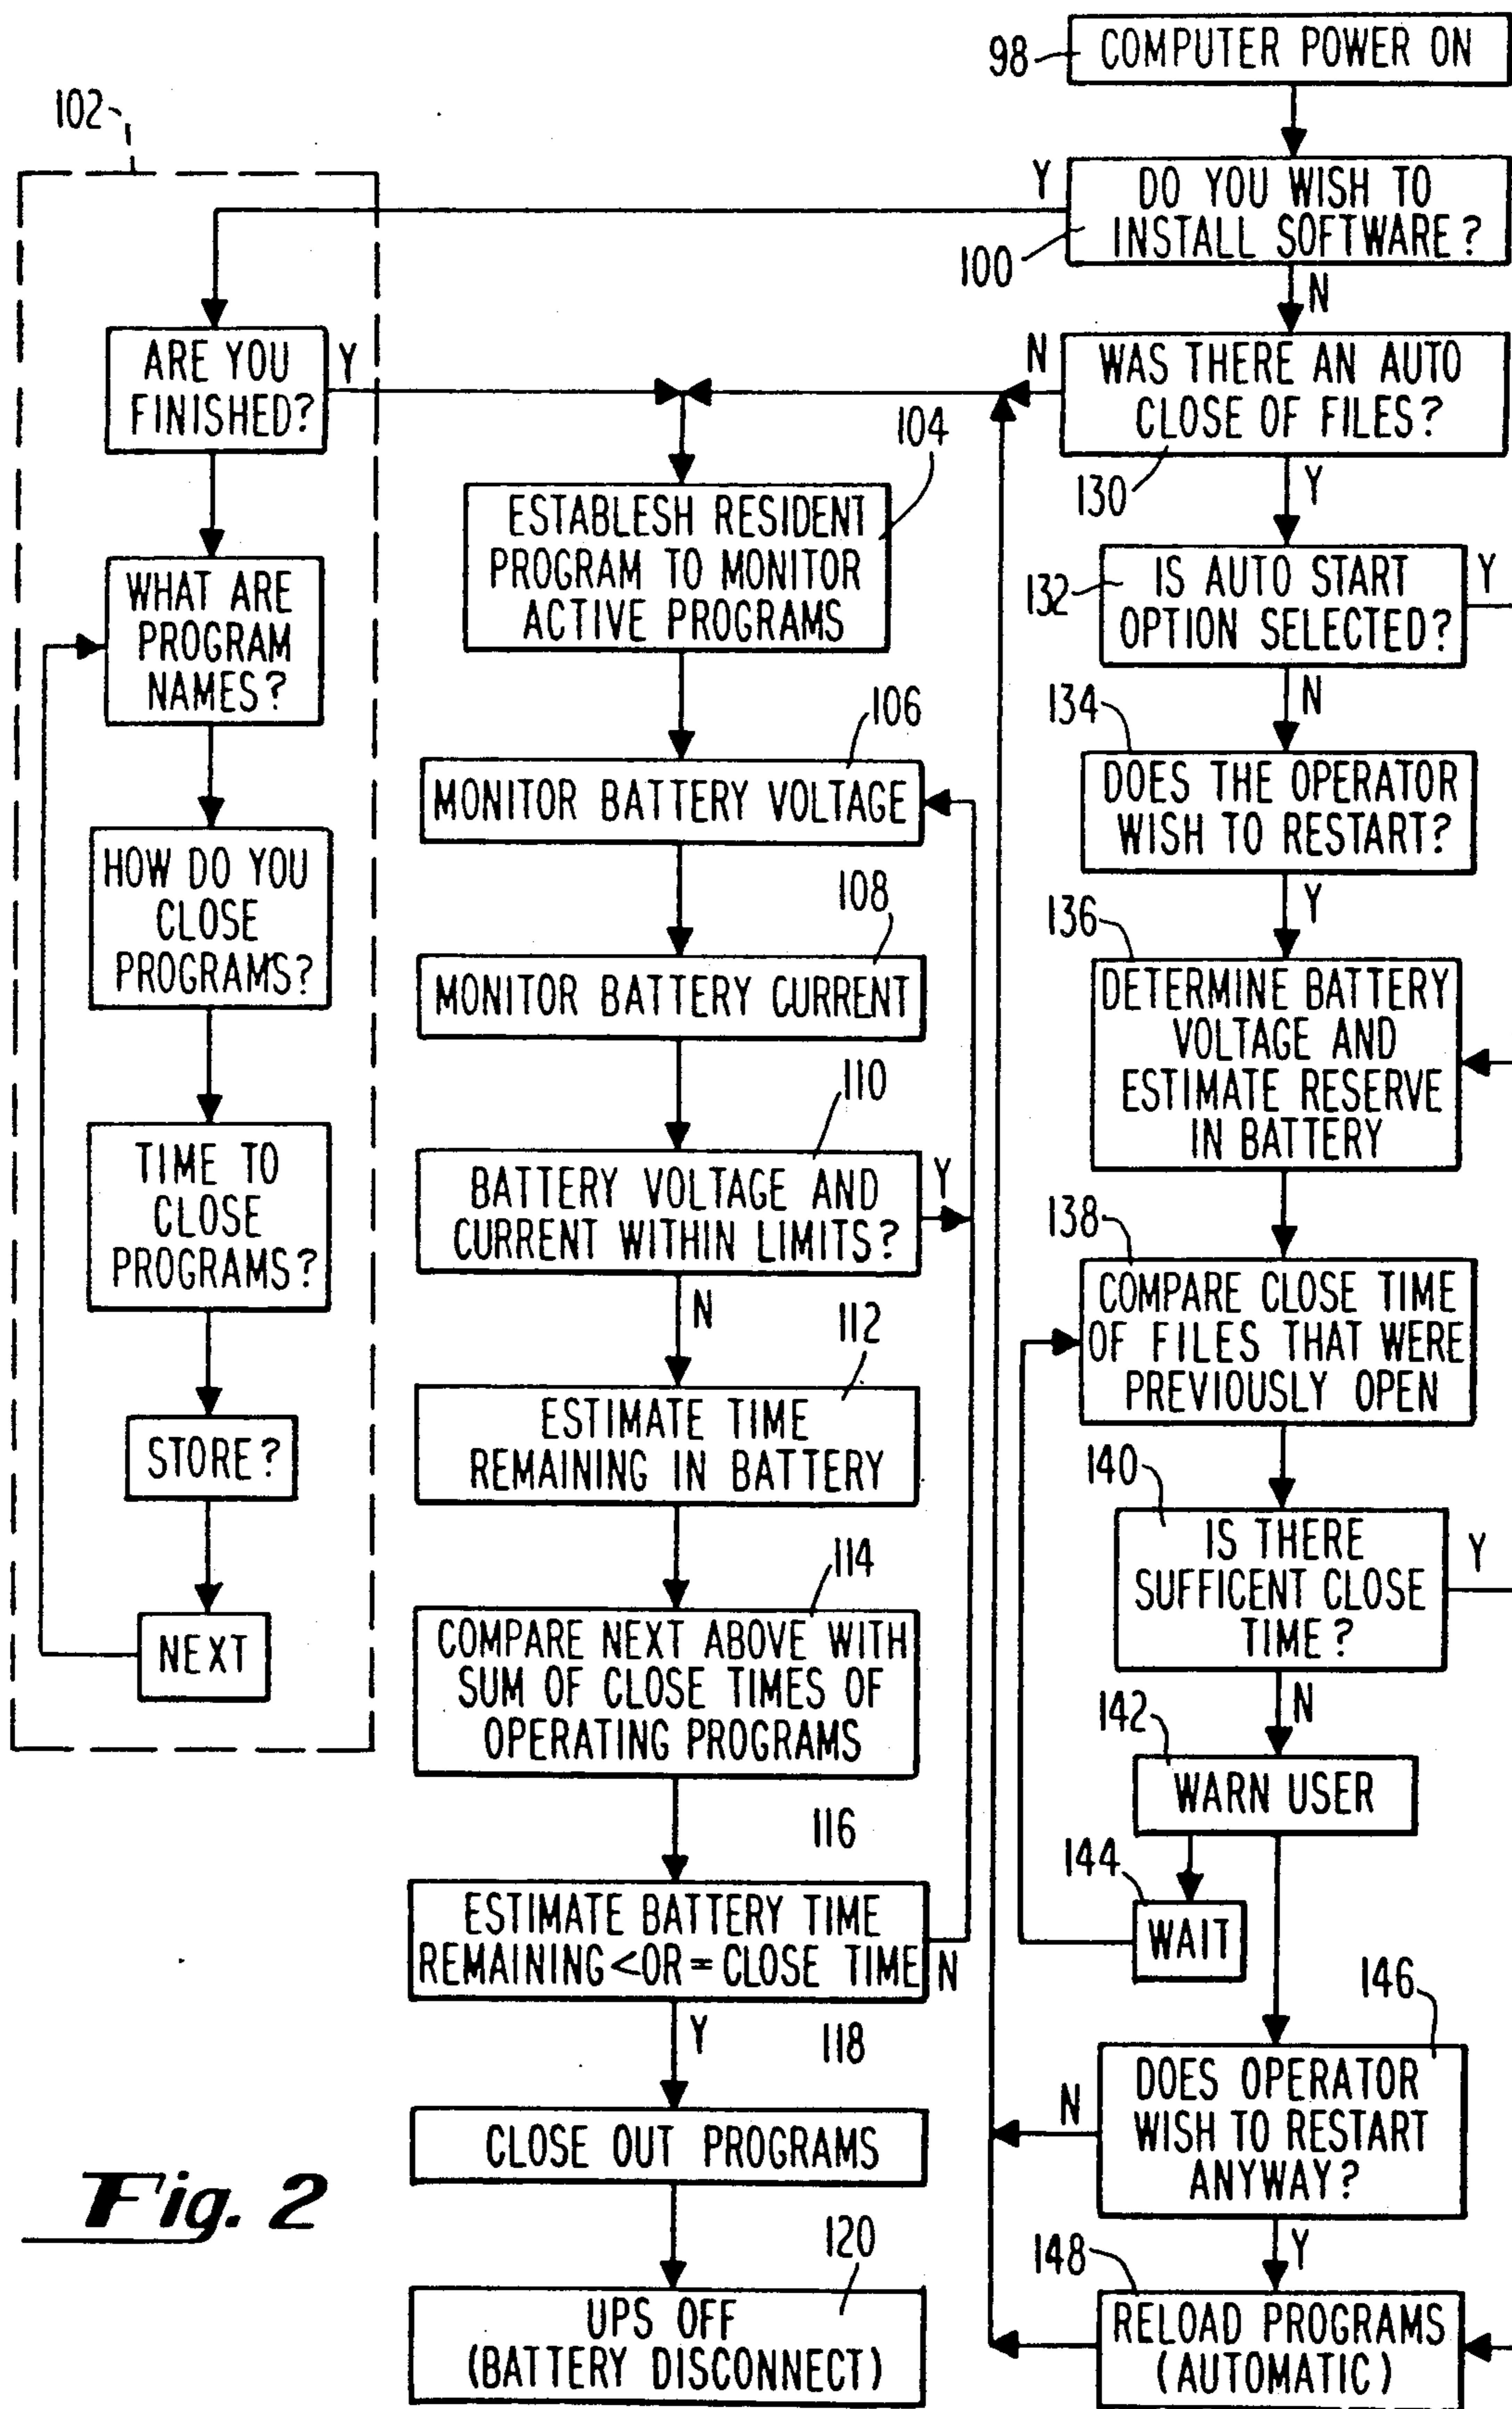 98
COMPUTER POWER ON
102
Y
DO YOU WISH TO
INSTALL SOFTWARE?
100
N
ARE YOU
FINISHED?
Y
N
WAS THERE AN AUTO
CLOSE OF FILES?
130
Y
WHAT ARE
PROGRAM
NAMES?
HOW DO YOU
CLOSE
PROGRAMS?
TIME TO
CLOSE
PROGRAMS?
STORE?
NEXT
104
ESTABLESH RESIDENT
PROGRAM TO MONITOR
ACTIVE PROGRAMS
106
MONITOR BATTERY VOLTAGE
108
MONITOR BATTERY CURRENT
110
BATTERY VOLTAGE AND
CURRENT WITHIN LIMITS?
Y
N
112
ESTIMATE TIME
REMAINING IN BATTERY
114
COMPARE NEXT ABOVE WITH
SUM OF CLOSE TIMES OF
OPERATING PROGRAMS
116
ESTIMATE BATTERY TIME
REMAINING <OR = CLOSE TIME
N
Y
118
CLOSE OUT PROGRAMS
120
UPS OFF
(BATTERY DISCONNECT)
132
IS AUTO START
OPTION SELECTED?
Y
N
134
DOES THE OPERATOR
WISH TO RESTART?
Y
136
DETERMINE BATTERY
VOLTAGE AND
ESTIMATE RESERVE
IN BATTERY
138
COMPARE CLOSE TIME
OF FILES THAT WERE
PREVIOUSLY OPEN
140
IS THERE
SUFFICENT CLOSE
TIME?
Y
N
142
WARN USER
144
WAIT
146
DOES OPERATOR
WISH TO RESTART
ANYWAY?
N
Y
148
RELOAD PROGRAMS
(AUTOMATIC)
Fig. 2